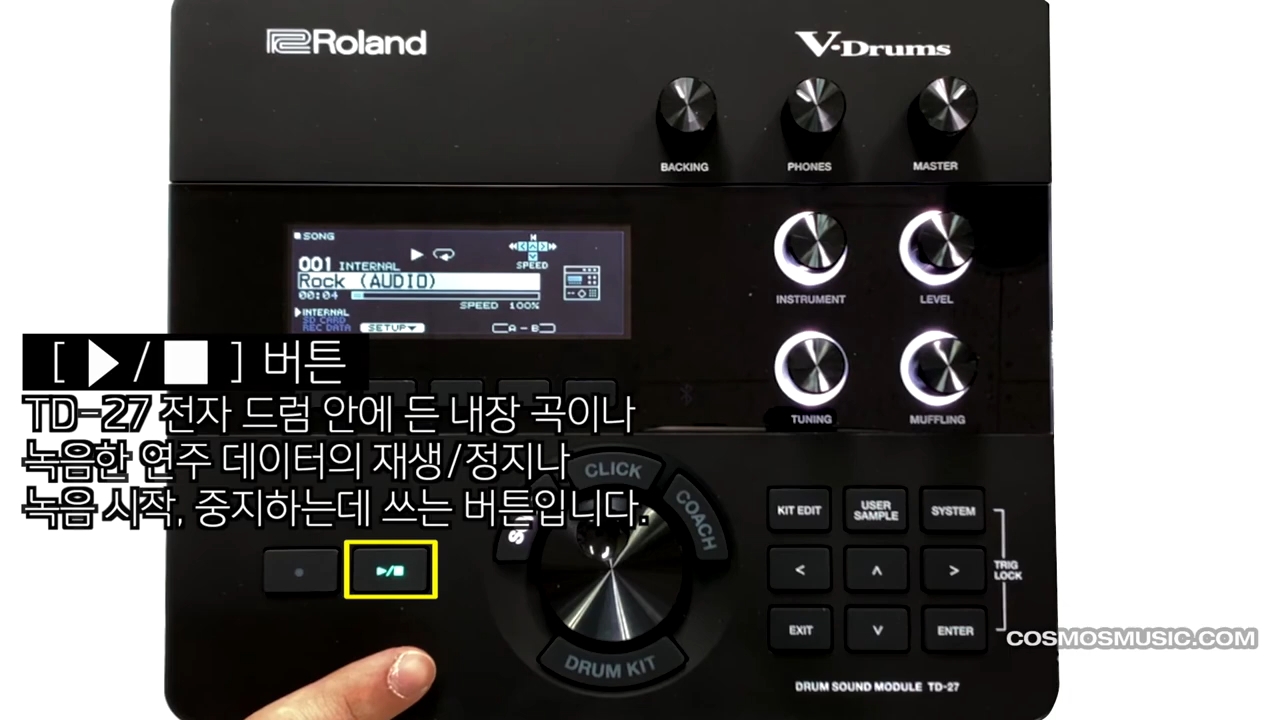 Roland
V-Drums
BACKING
PHONES
MASTER
SONG
001 INTERNAL
Rock (AUDIO)
00:04
SPEED
SPEED 100%
INTERNAL
SD CARD
REC DATA
SETUP
A-B
INSTRUMENT
LEVEL
TUNING
MUFFLING
[ ▶/■ ] 버튼
TD-27 전자 드럼 안에 든 내장 곡이나
녹음한 연주 데이터의 재생/정지나
녹음 시작, 중지하는데 쓰는 버튼입니다.
CLICK
COACH
DRUM KIT
●
▶/■
KIT EDIT
USER
SAMPLE
SYSTEM
< ∧ >
TRIG
LOCK
EXIT
∨
ENTER
COSMOSMUSIC.COM
DRUM SOUND MODULE TD-27